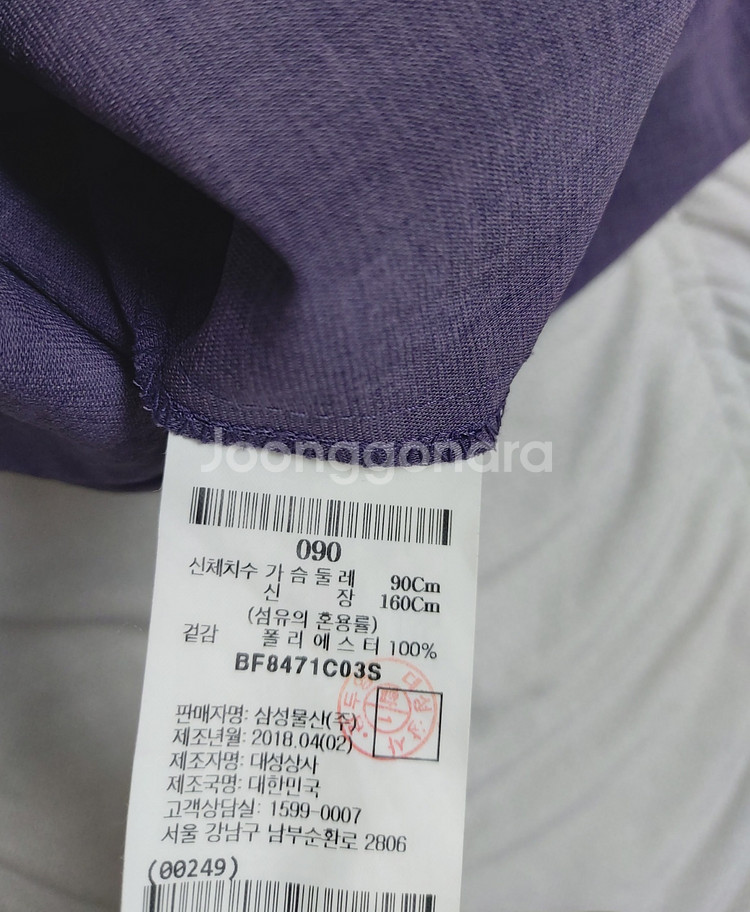 Joonggonara
090
신체치수 가슴둘레 90Cm
신장 160Cm
(섬유의 혼용률)
겉감 폴리에스터 100%
BF8471C03S
판매자명: 삼성물산(주)
제조년월: 2018.04(02)
제조자명: 대성상사
제조국명: 대한민국
고객상담실: 1599-0007
서울 강남구 남부순환로 2806
(00249)